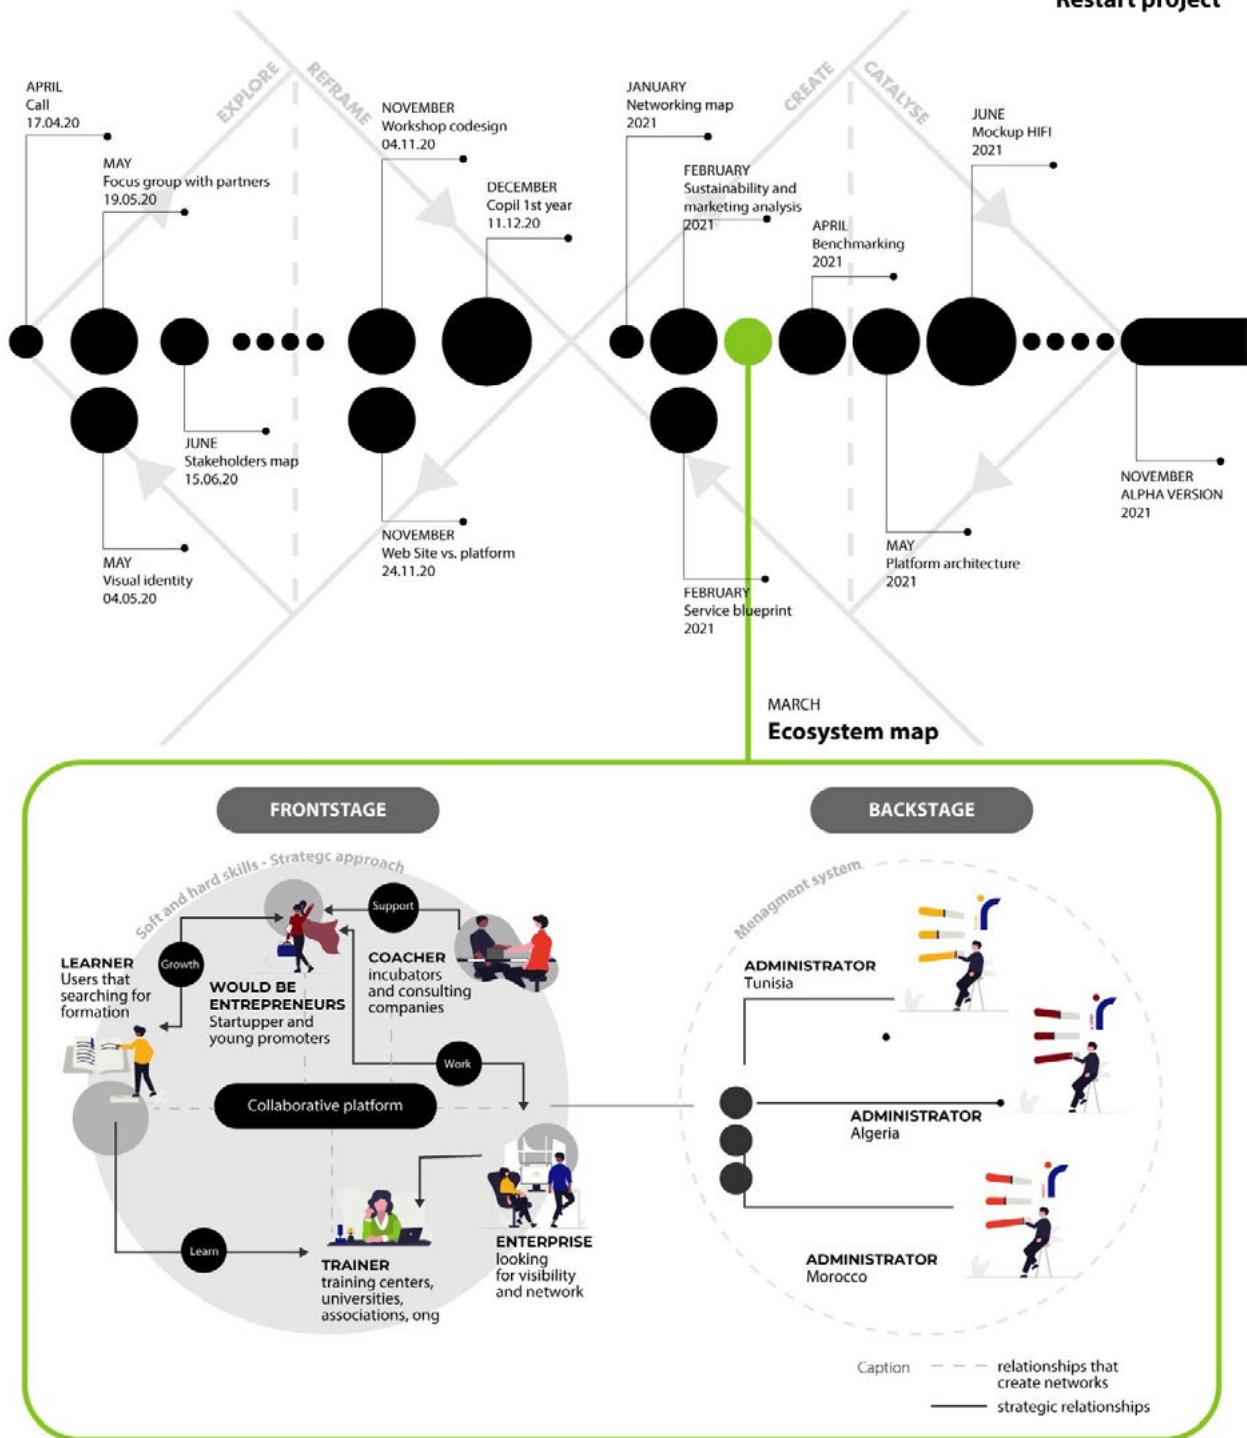 Restart project
EXPLORE
REFRAME
CREATE
CATALYSE
APRIL
Call
17.04.20
MAY
Focus group with partners
19.05.20
NOVEMBER
Workshop codesign
04.11.20
DECEMBER
Copil 1st year
11.12.20
JANUARY
Networking map
2021
FEBRUARY
Sustainability and
marketing analysis
2021
APRIL
Benchmarking
2021
JUNE
Mockup HIFI
2021
JUNE
Stakeholders map
15.06.20
MAY
Visual identity
04.05.20
NOVEMBER
Web Site vs. platform
24.11.20
FEBRUARY
Service blueprint
2021
MAY
Platform architecture
2021
NOVEMBER
ALPHA VERSION
2021
MARCH
Ecosystem map
FRONTSTAGE
BACKSTAGE
Soft and hard skills - Strategc approach
Support
Growth
LEARNER
Users that
searching for
formation
WOULD BE
ENTREPRENEURS
Startupper and
young promoters
COACHER
incubators
and consulting
companies
Work
Collaborative platform
Learn
TRAINER
training centers,
universities,
associations, ong
ENTERPRISE
looking
for visibility
and network
Menagment system
ADMINISTRATOR
Tunisia
ADMINISTRATOR
Algeria
ADMINISTRATOR
Morocco
Caption
relationships that
create networks
strategic relationships